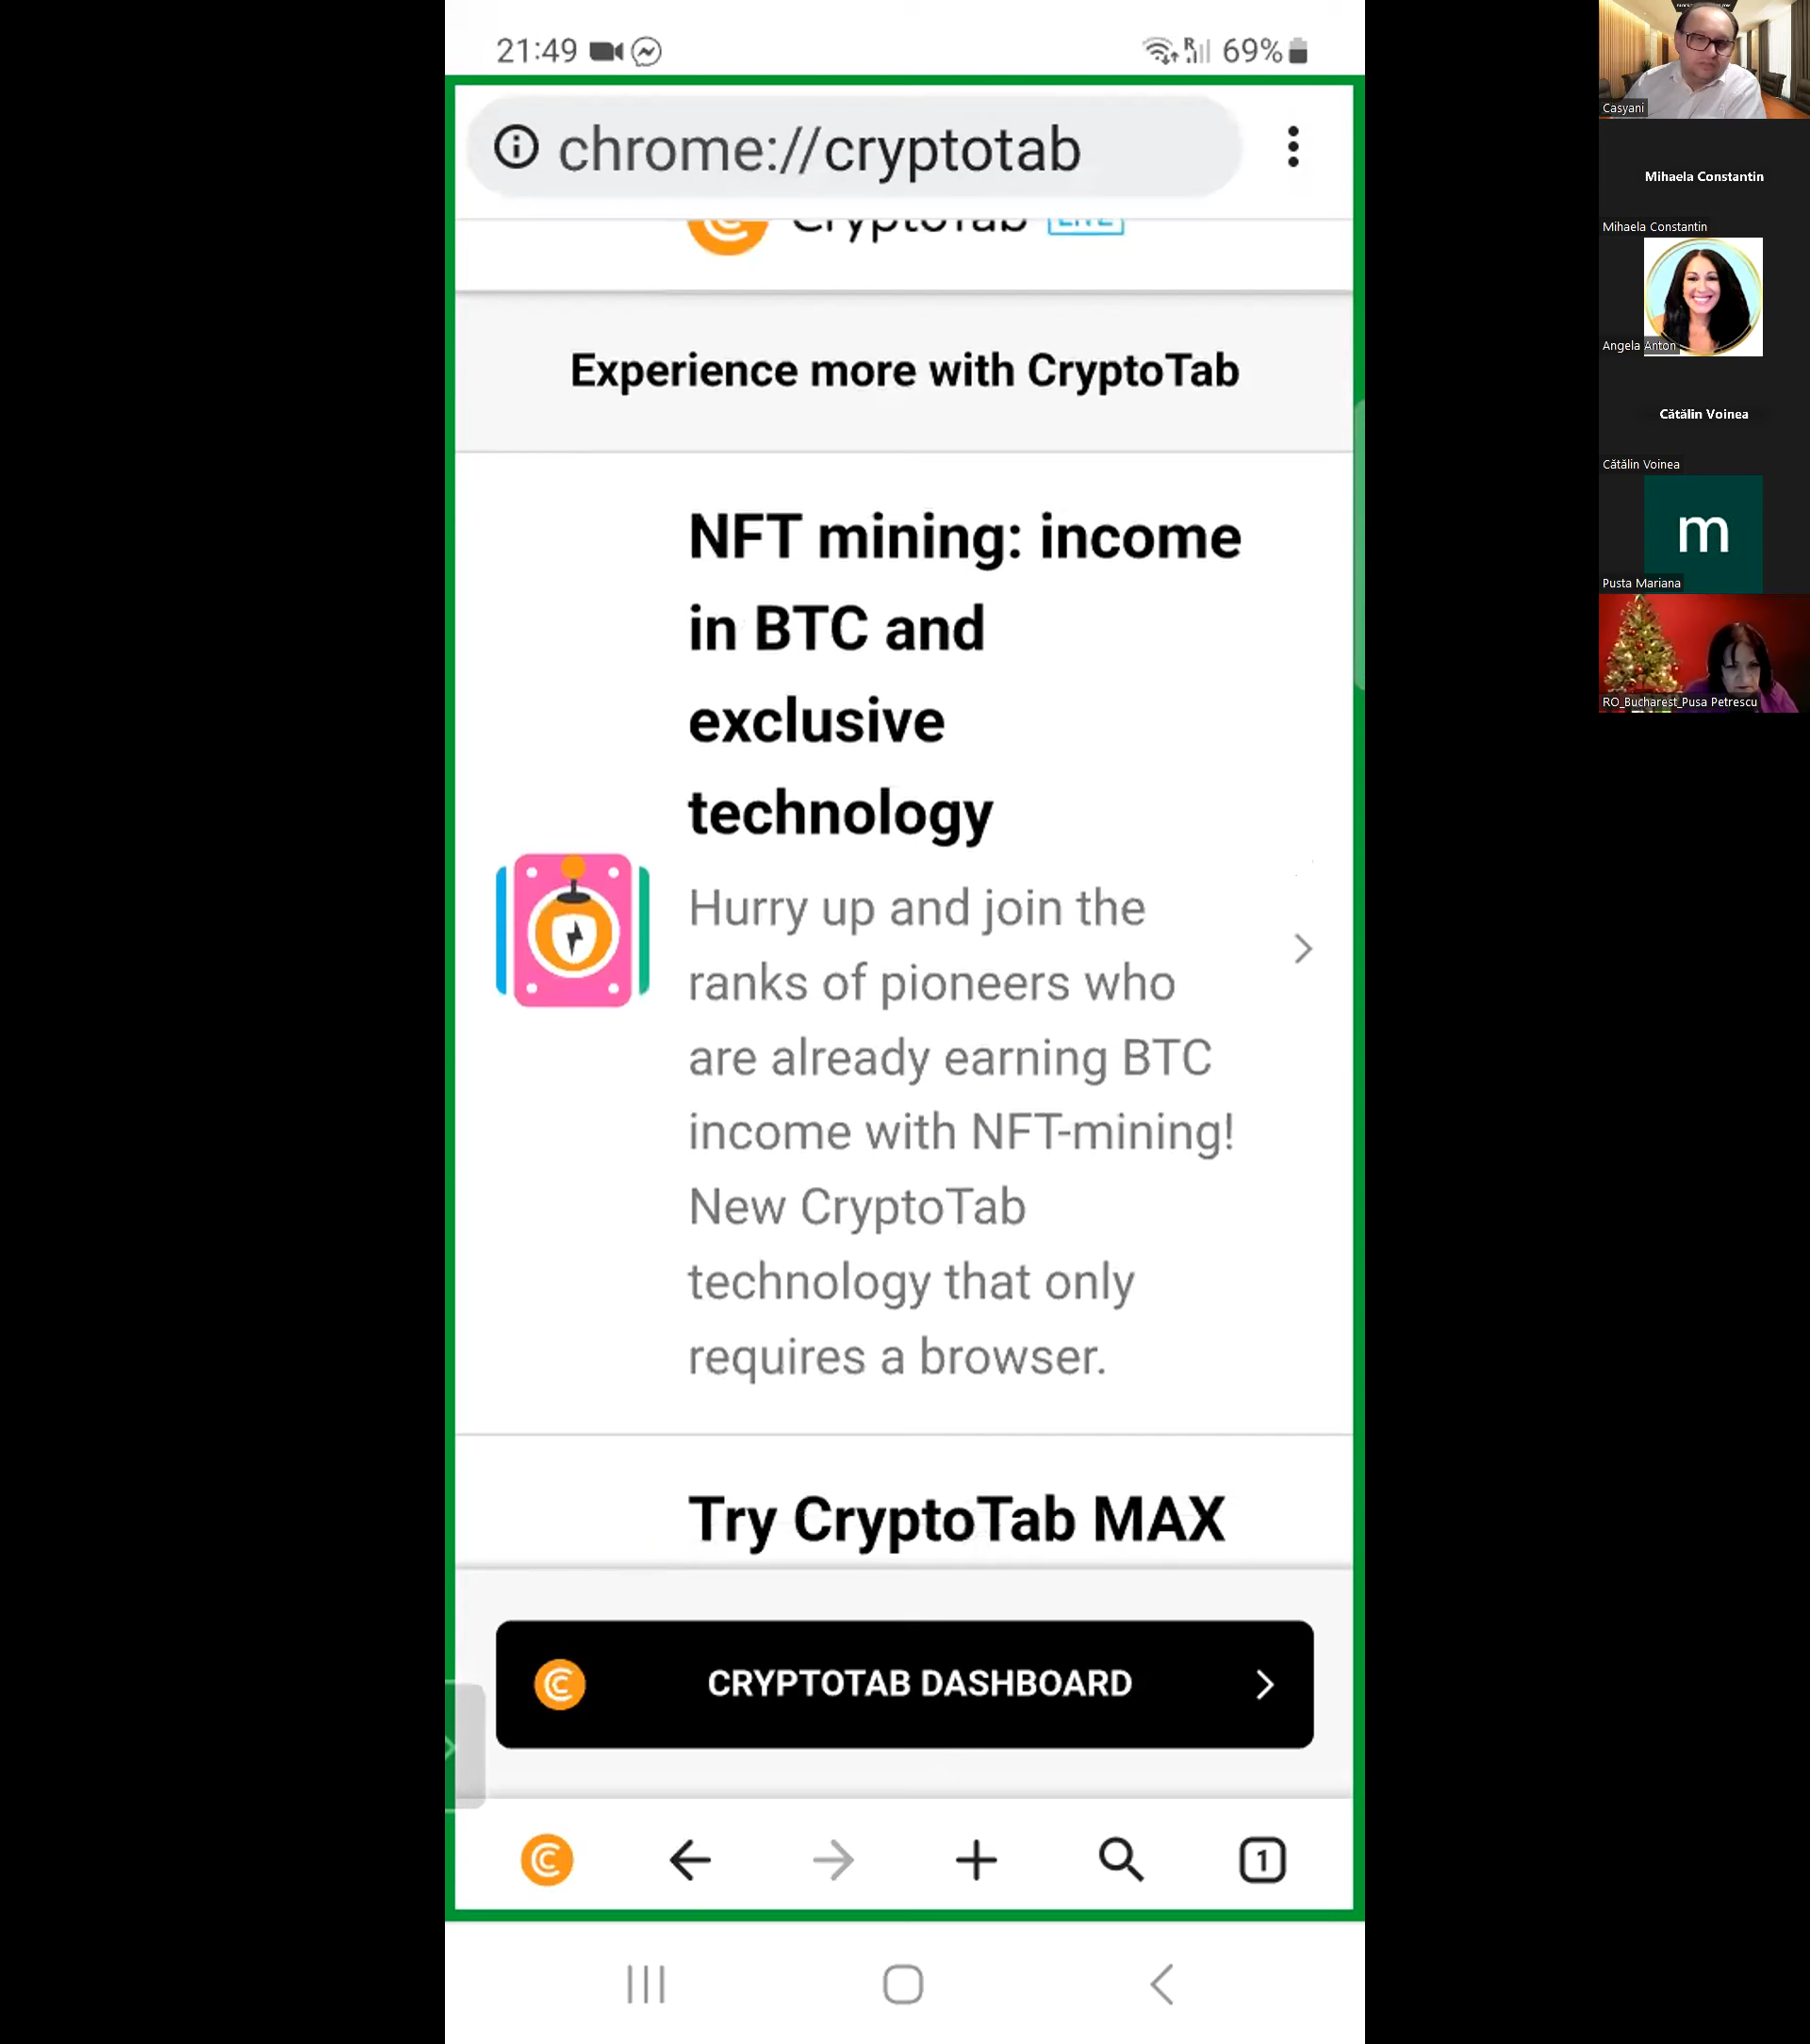 21:49
R
69%
chrome://cryptotab
CryptoTab LITE
Experience more with CryptoTab
NFT mining: income
in BTC and
exclusive
technology
Hurry up and join the
ranks of pioneers who
are already earning BTC
income with NFT-mining!
New CryptoTab
technology that only
requires a browser.
Try CryptoTab MAX
CRYPTOTAB DASHBOARD
1
Casyani
Mihaela Constantin
Mihaela Constantin
Angela Anton
Cătălin Voinea
Cătălin Voinea
m
Pusta Mariana
RO_Bucharest_Pusa Petrescu